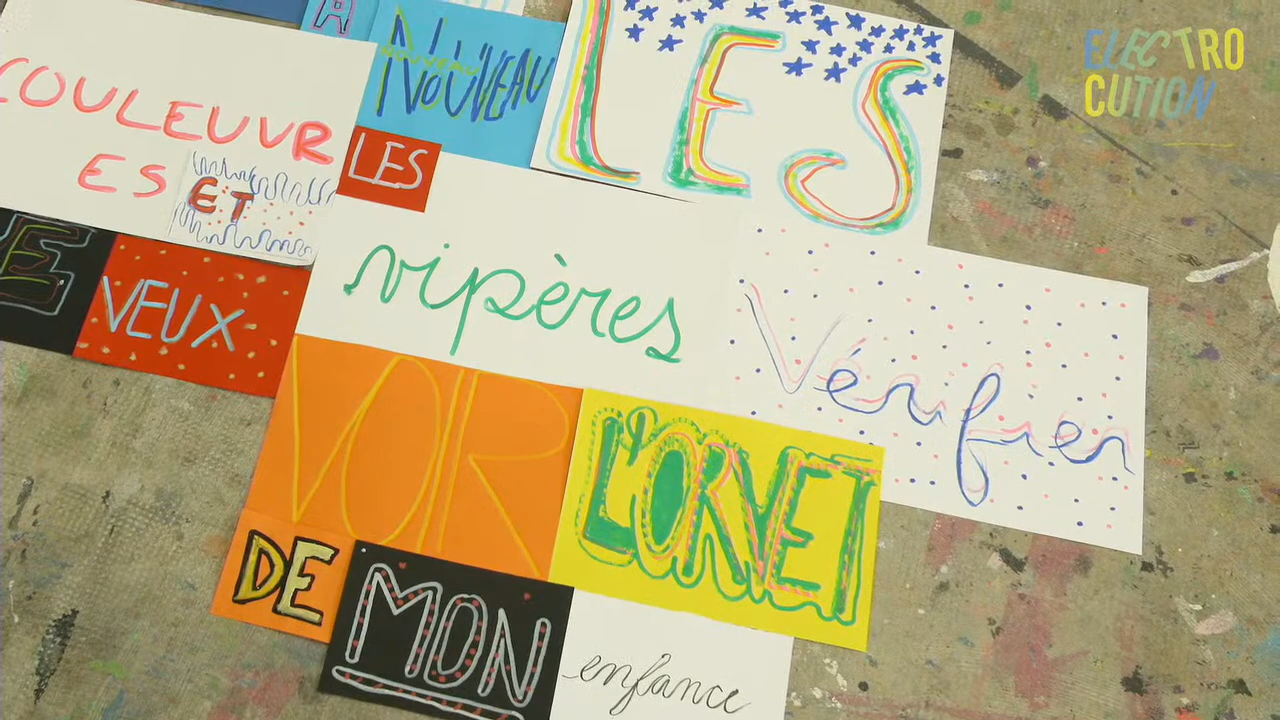 À
NOUVEAU
LES
COULEUVR
ES ET
LES
vipères
Vérifier
VEUX
VOIR
L'ORVET
DE
MON
enfance
ELECTRO
CUTION